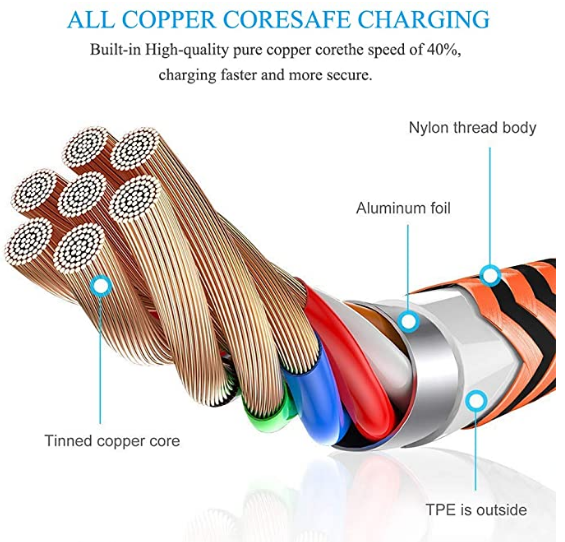 ALL COPPER CORESAFE CHARGING
Built-in High-quality pure copper corethe speed of 40%,
charging faster and more secure.
Nylon thread body
Aluminum foil
Tinned copper core
TPE is outside